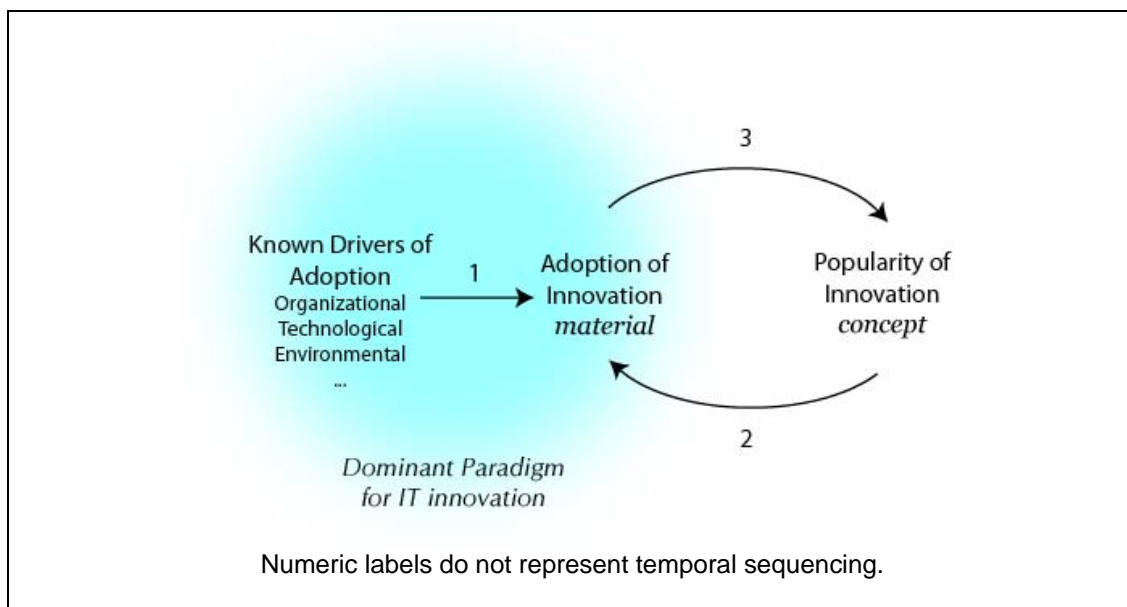 3
Known Drivers of
Adoption
Organizational
Technological
Environmental
...
1
Adoption of
Innovation
material
Popularity of
Innovation
concept
2
Dominant Paradigm
for IT innovation
Numeric labels do not represent temporal sequencing.